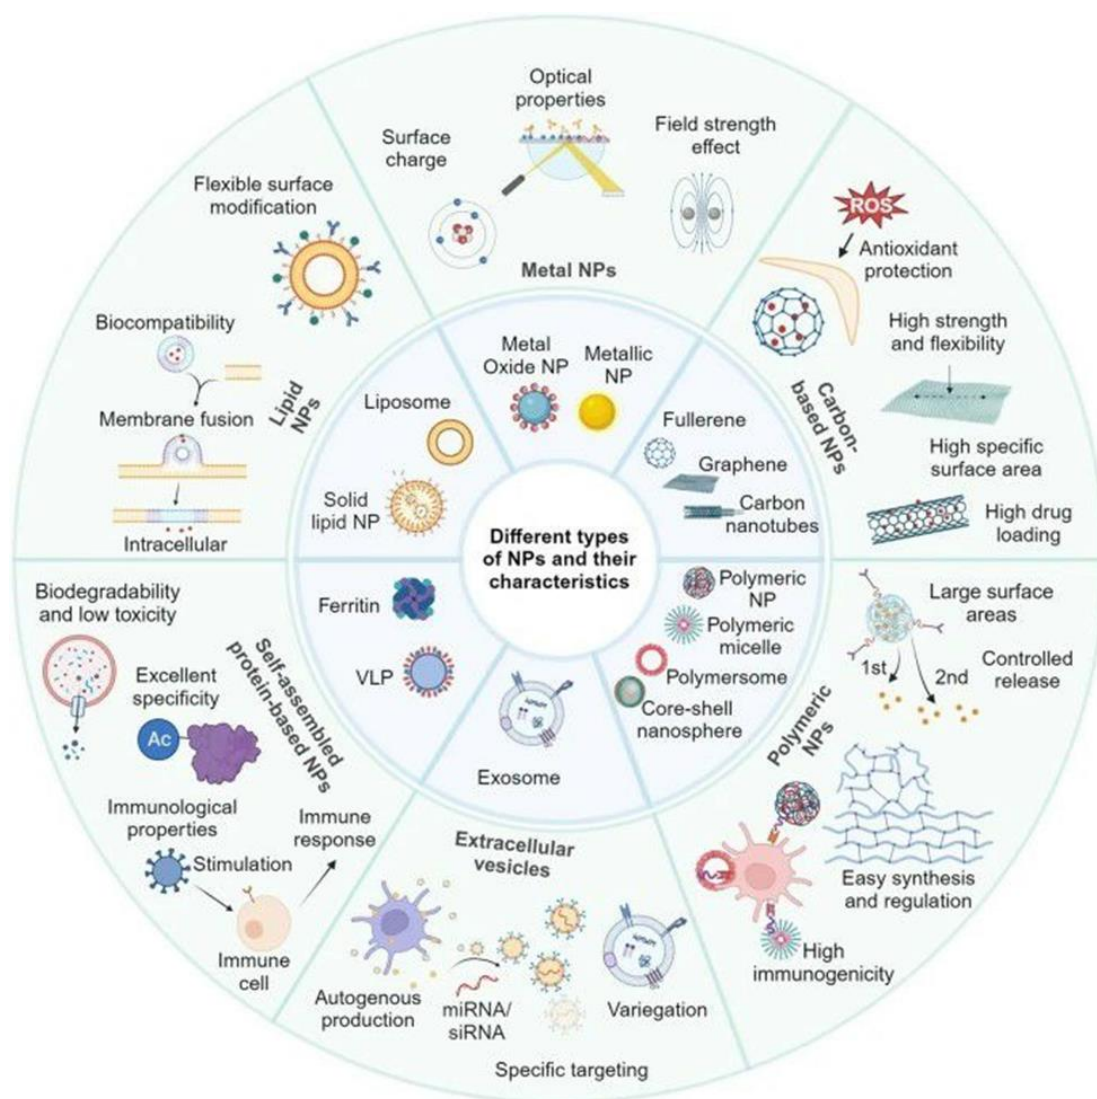 Optical
properties
Surface
charge
Field strength
effect
Metal NPs
Metal
Oxide NP
Metallic
NP
ROS
Antioxidant
protection
High strength
and flexibility
High specific
surface area
High drug
loading
Carbon-
based NPs
Fullerene
Graphene
Carbon
nanotubes
Flexible surface
modification
Biocompatibility
Membrane fusion
Intracellular
Lipid
NPs
Liposome
Solid
lipid NP
Different types
of NPs and their
characteristics
Polymeric
NP
Polymeric
micelle
Polymersome
Core-shell
nanosphere
Large surface
areas
1st
2nd
Controlled
release
Polymeric
NPs
Easy synthesis
and regulation
High
immunogenicity
Ferritin
VLP
Biodegradability
and low toxicity
Excellent
specificity
Ac
Self-assembled
protein-based NPs
Immunological
properties
Stimulation
Immune
response
Immune
cell
Exosome
Extracellular
vesicles
Autogenous
production
miRNA/
siRNA
Variegation
Specific targeting